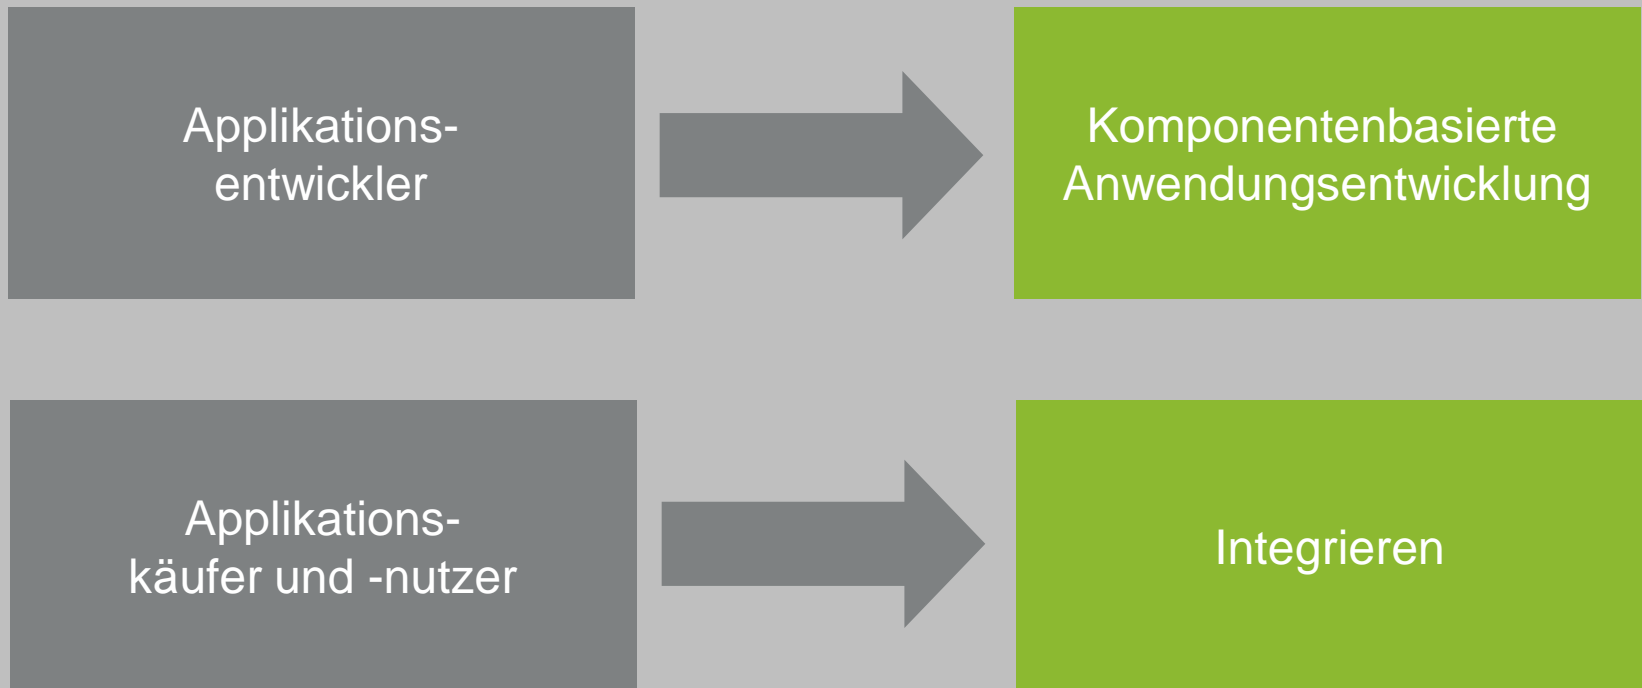 Applikations-
entwickler
Komponentenbasierte
Anwendungsentwicklung
Applikations-
käufer und -nutzer
Integrieren